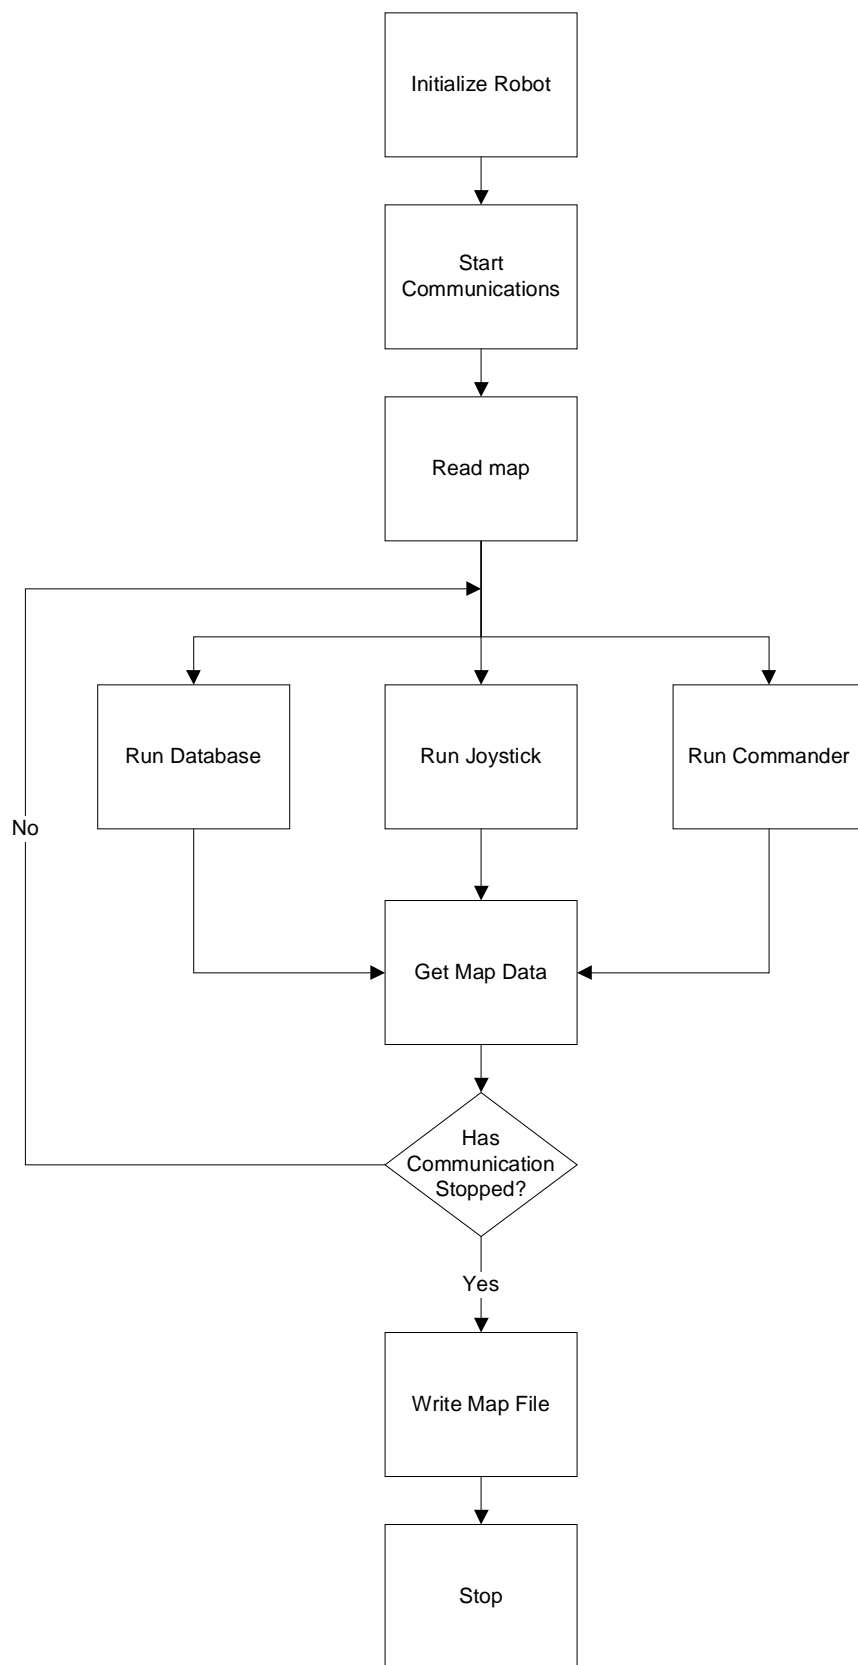 Initialize Robot
Start
Communications
Read map
Run Database
Run Joystick
Run Commander
No
Get Map Data
Has
Communication
Stopped?
Yes
Write Map File
Stop